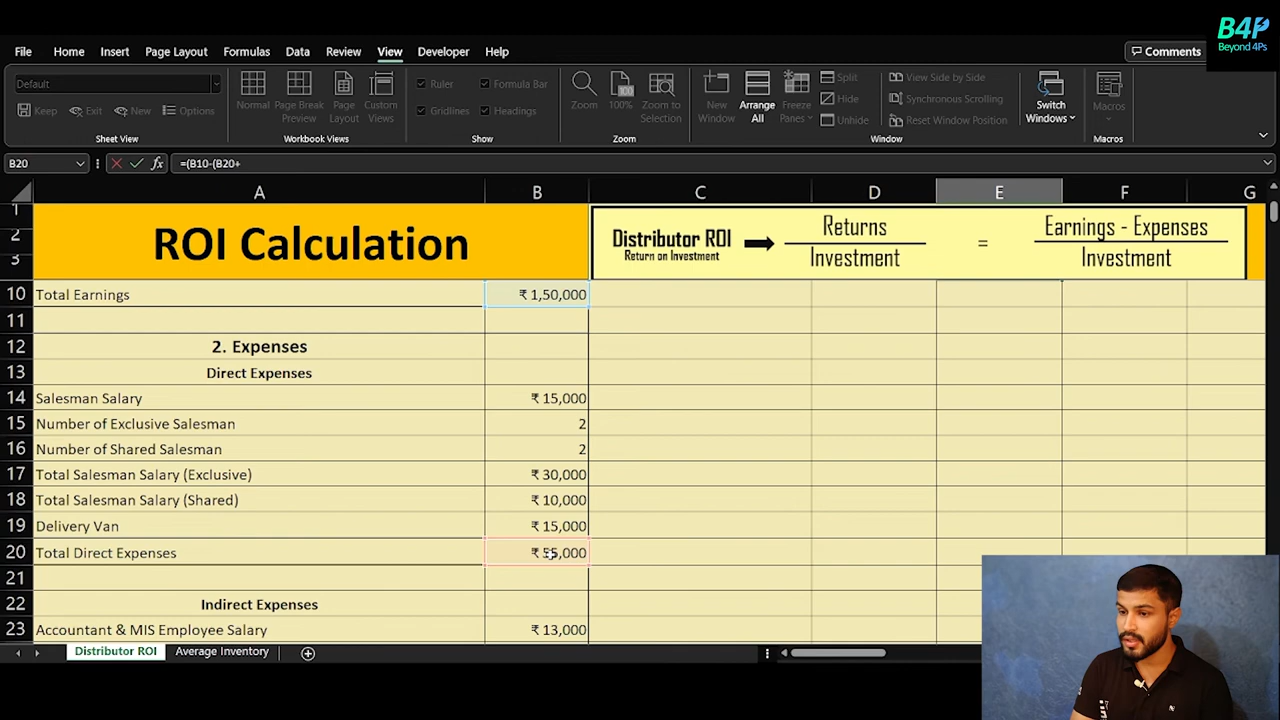 B4P
Beyond 4Ps
File Home Insert Page Layout Formulas Data Review View Developer Help Comments
Default
Keep Exit New Options
Sheet View
Normal Page Break Preview Page Layout Custom Views
Workbook Views
Ruler Formula Bar
Gridlines Headings
Show
Zoom 100% Zoom to Selection
Zoom
New Window Arrange All Freeze Panes
Split
Hide
Unhide
View Side by Side
Synchronous Scrolling
Reset Window Position
Switch Windows
Window
Macros
Macros
B20 fx =(B10-(B20+
A B C D E F G
1
2
3
ROI Calculation
Distributor ROI
Return on Investment
Returns
Investment
=
Earnings - Expenses
Investment
10 Total Earnings ₹ 1,50,000
11
12 2. Expenses
13 Direct Expenses
14 Salesman Salary ₹ 15,000
15 Number of Exclusive Salesman 2
16 Number of Shared Salesman 2
17 Total Salesman Salary (Exclusive) ₹ 30,000
18 Total Salesman Salary (Shared) ₹ 10,000
19 Delivery Van ₹ 15,000
20 Total Direct Expenses ₹ 55,000
21
22 Indirect Expenses
23 Accountant & MIS Employee Salary ₹ 13,000
Distributor ROI Average Inventory